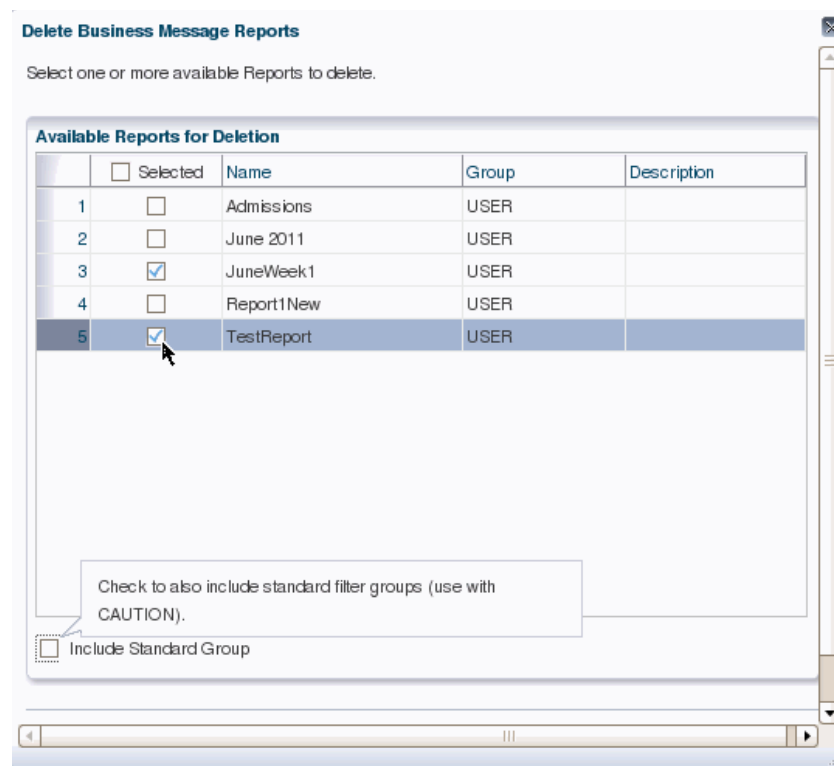 Delete Business Message Reports
Select one or more available Reports to delete.
Available Reports for Deletion
Selected Name Group Description
1 Admissions USER
2 June 2011 USER
3 JuneWeek1 USER
4 Report1New USER
5 TestReport USER
Check to also include standard filter groups (use with
CAUTION).
Include Standard Group